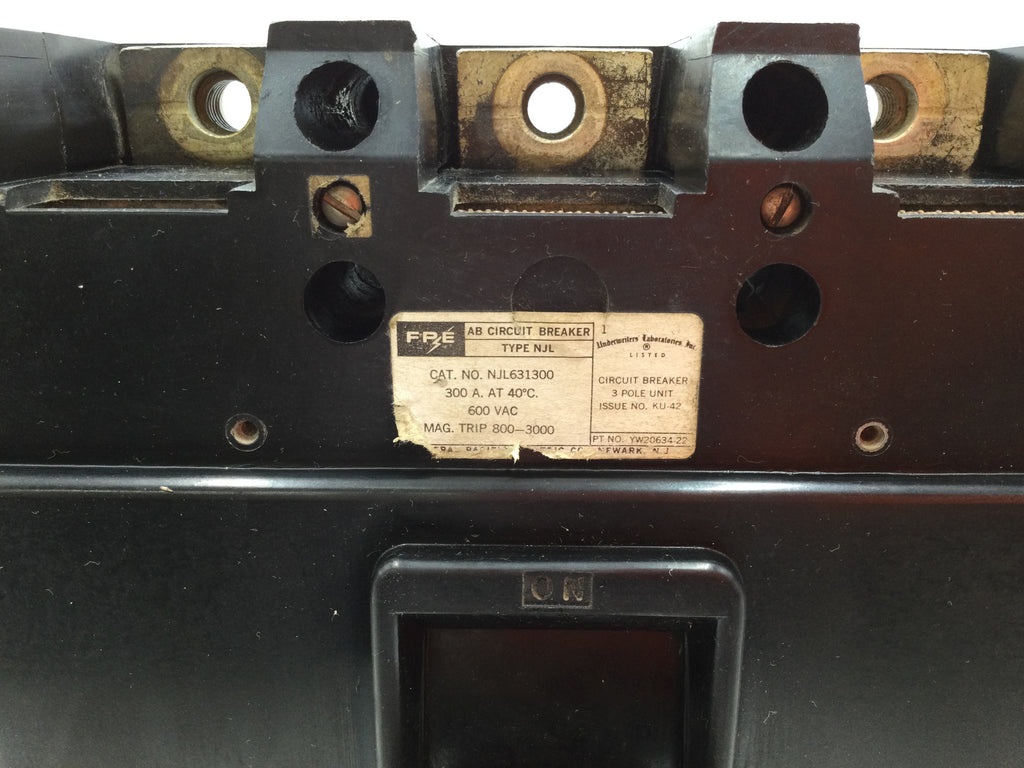 FPE
AB CIRCUIT BREAKER
TYPE NJL
CAT. NO. NJL631300
300 A. AT 40°C.
600 VAC
MAG. TRIP 800–3000
1
Underwriters' Laboratories, Inc.
®
LISTED
CIRCUIT BREAKER
3 POLE UNIT
ISSUE NO. KU-42
PT NO. YW20634-22
NEWARK, N.J.
ON